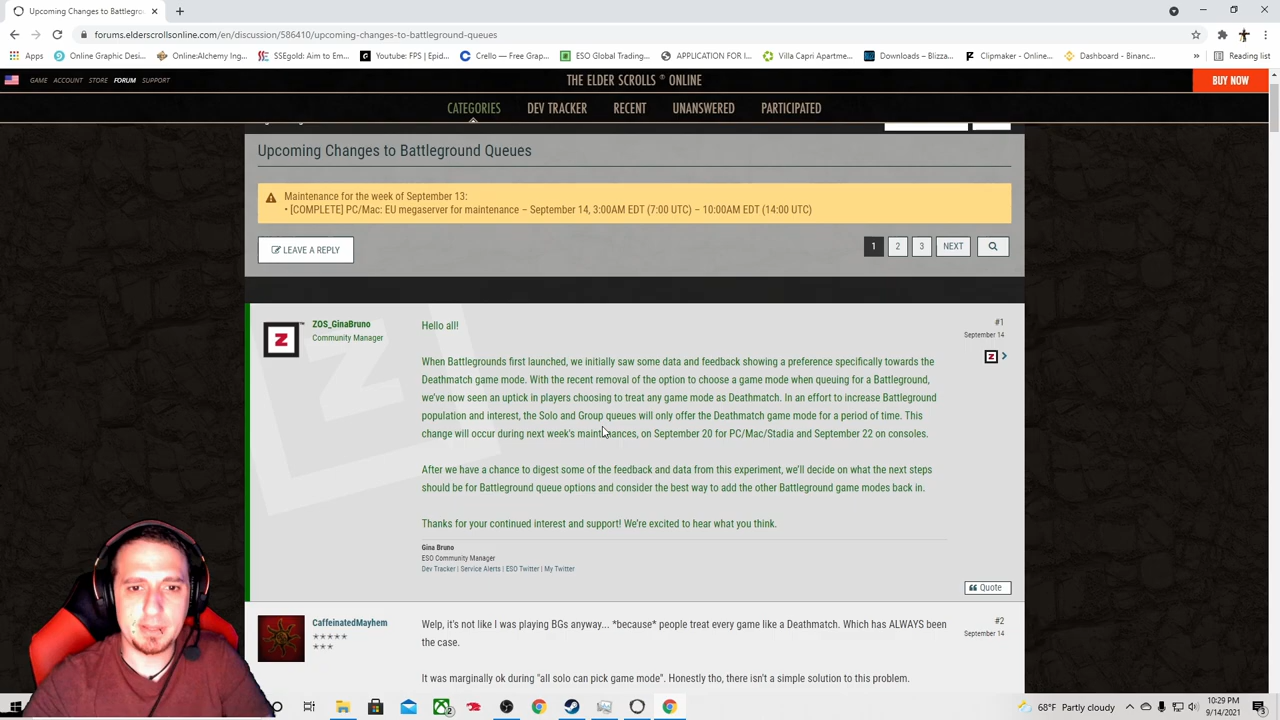 Upcoming Changes to Battlegrour
forums.elderscrollsonline.com/en/discussion/586410/upcoming-changes-to-battleground-queues
Apps
Online Graphic Desi...
Online:Alchemy Ing...
SSEgold: Aim to Em...
Youtube: FPS | Epid...
Crello — Free Grap...
ESO Global Trading...
APPLICATION FOR I...
Villa Capri Apartme...
Downloads – Blizza...
Clipmaker - Online...
Dashboard - Binanc...
Reading list
GAME ACCOUNT STORE FORUM SUPPORT
THE ELDER SCROLLS ® ONLINE
BUY NOW
CATEGORIES DEV TRACKER RECENT UNANSWERED PARTICIPATED
Upcoming Changes to Battleground Queues
Maintenance for the week of September 13:
• [COMPLETE] PC/Mac: EU megaserver for maintenance – September 14, 3:00AM EDT (7:00 UTC) – 10:00AM EDT (14:00 UTC)
LEAVE A REPLY
1 2 3 NEXT
ZOS_GinaBruno
Community Manager
#1
September 14
Hello all!
When Battlegrounds first launched, we initially saw some data and feedback showing a preference specifically towards the
Deathmatch game mode. With the recent removal of the option to choose a game mode when queuing for a Battleground,
we've now seen an uptick in players choosing to treat any game mode as Deathmatch. In an effort to increase Battleground
population and interest, the Solo and Group queues will only offer the Deathmatch game mode for a period of time. This
change will occur during next week's maintenances, on September 20 for PC/Mac/Stadia and September 22 on consoles.
After we have a chance to digest some of the feedback and data from this experiment, we'll decide on what the next steps
should be for Battleground queue options and consider the best way to add the other Battleground game modes back in.
Thanks for your continued interest and support! We're excited to hear what you think.
Gina Bruno
ESO Community Manager
Dev Tracker | Service Alerts | ESO Twitter | My Twitter
Quote
CaffeinatedMayhem
#2
September 14
Welp, it's not like I was playing BGs anyway... *because* people treat every game like a Deathmatch. Which has ALWAYS been
the case.
It was marginally ok during "all solo can pick game mode". Honestly tho, there isn't a simple solution to this problem.
68°F Partly cloudy
10:29 PM
9/14/2021